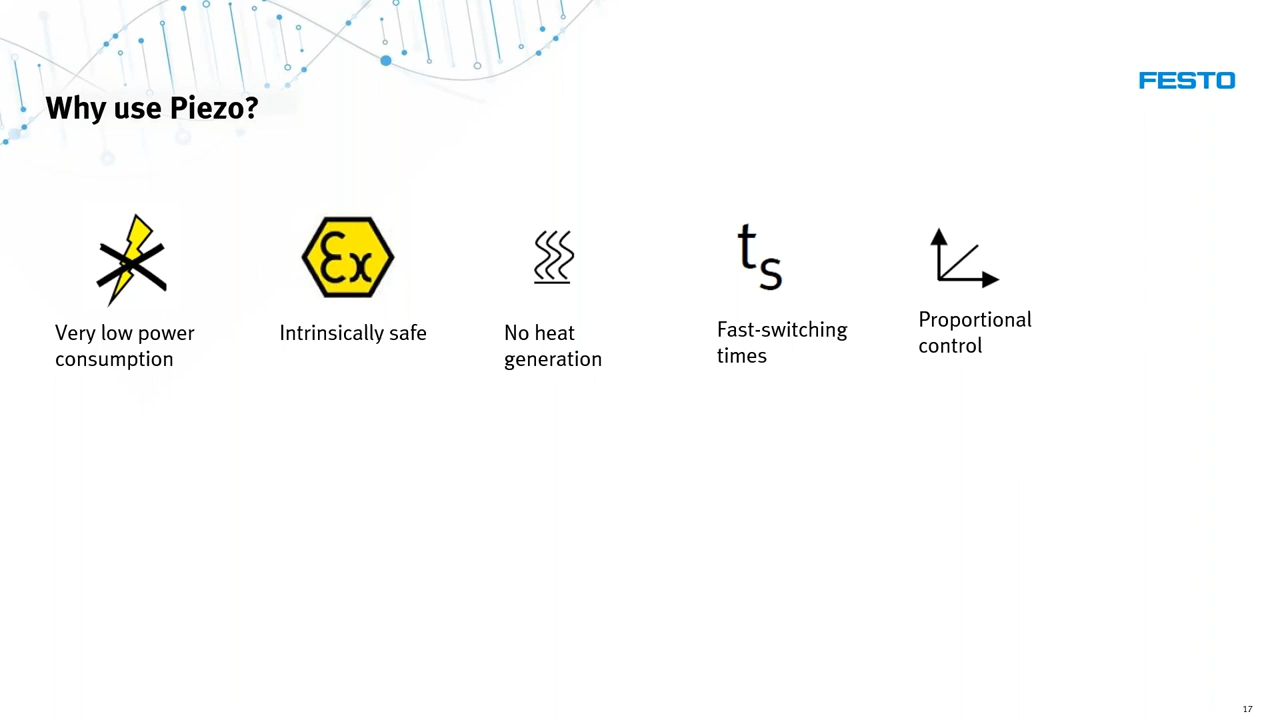 FESTO
Why use Piezo?
Ex
ts
Very low power
consumption
Intrinsically safe
No heat
generation
Fast-switching
times
Proportional
control
17